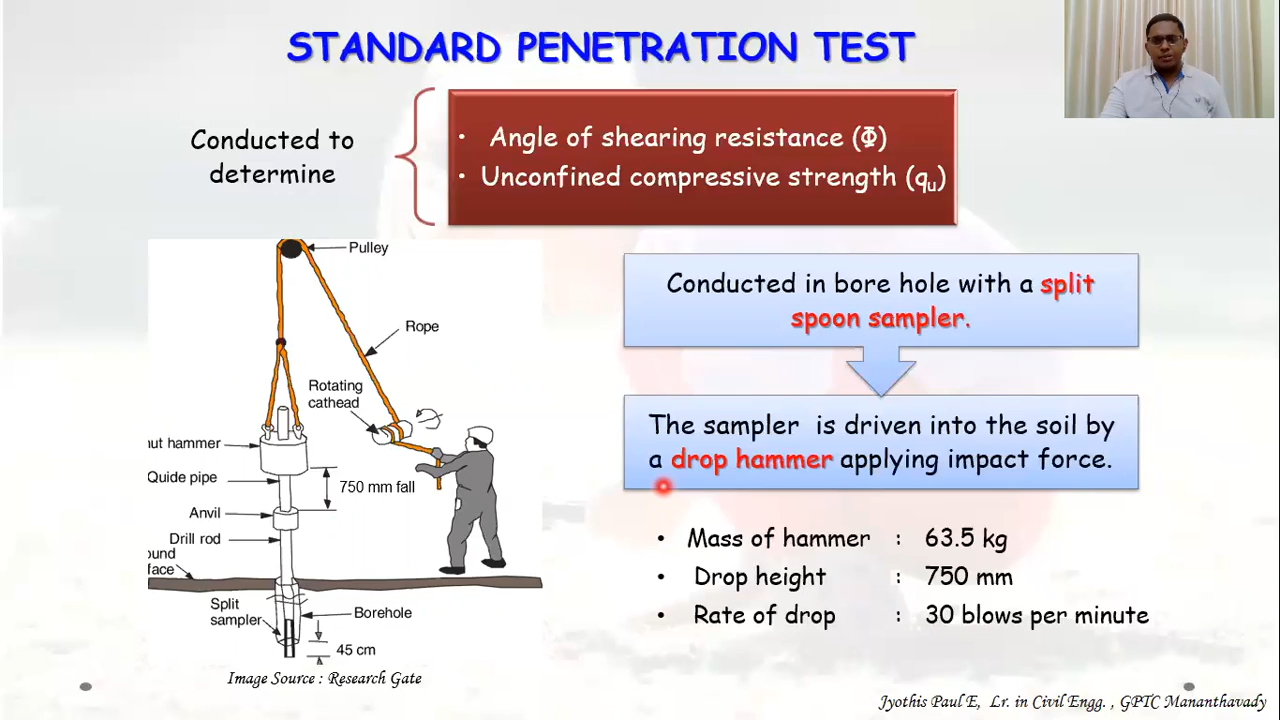 STANDARD PENETRATION TEST
Conducted to
determine
• Angle of shearing resistance (Φ)
• Unconfined compressive strength (qu)
Pulley
Rope
Rotating
cathead
nut hammer
Quide pipe
750 mm fall
Anvil
Drill rod
ound
face
Split
sampler
Borehole
45 cm
Image Source : Research Gate
Conducted in bore hole with a split
spoon sampler.
The sampler is driven into the soil by
a drop hammer applying impact force.
• Mass of hammer : 63.5 kg
• Drop height : 750 mm
• Rate of drop : 30 blows per minute
Jyothis Paul E, Lr. in Civil Engg. , GPTC Mananthavady